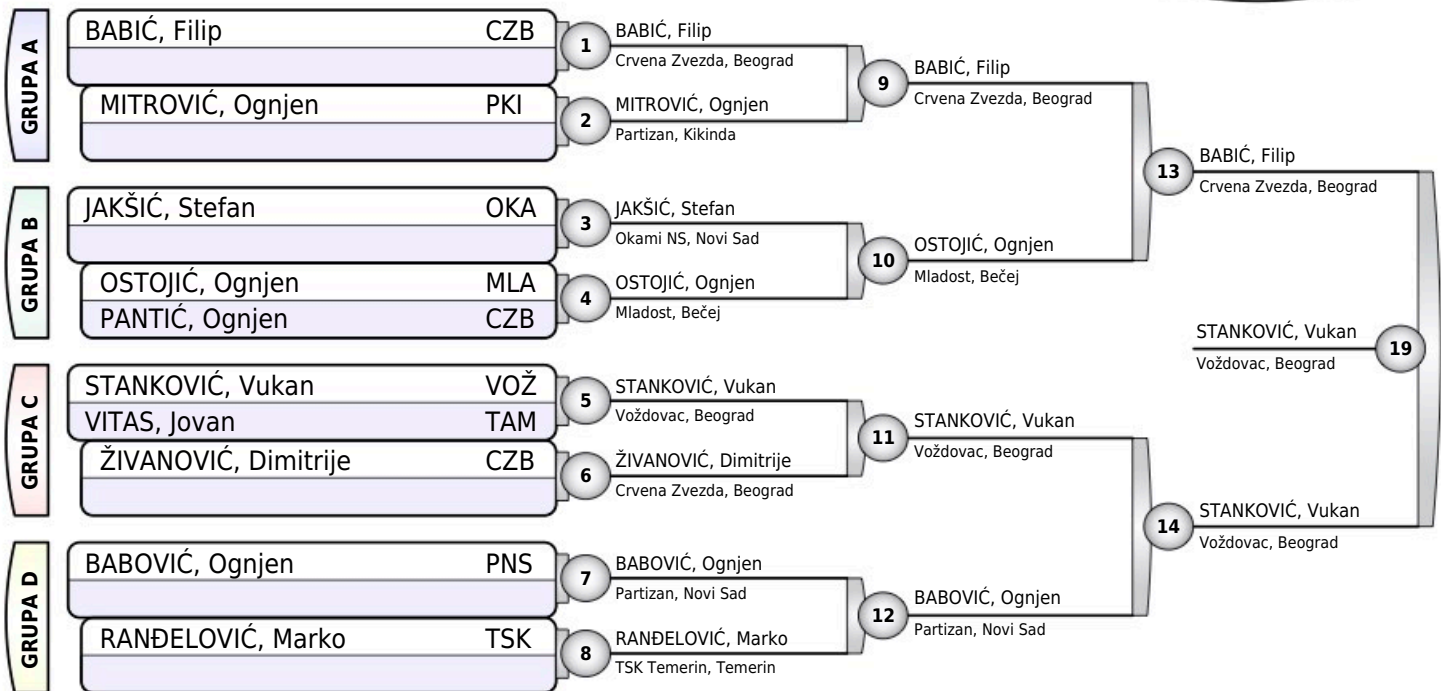 GRUPA A
BABIĆ, Filip CZB
MITROVIĆ, Ognjen PKI
GRUPA B
JAKŠIĆ, Stefan OKA
OSTOJIĆ, Ognjen MLA
PANTIĆ, Ognjen CZB
GRUPA C
STANKOVIĆ, Vukan VOŽ
VITAS, Jovan TAM
ŽIVANOVIĆ, Dimitrije CZB
GRUPA D
BABOVIĆ, Ognjen PNS
RANĐELOVIĆ, Marko TSK
1 BABIĆ, Filip
Crvena Zvezda, Beograd
2 MITROVIĆ, Ognjen
Partizan, Kikinda
3 JAKŠIĆ, Stefan
Okami NS, Novi Sad
4 OSTOJIĆ, Ognjen
Mladost, Bečej
5 STANKOVIĆ, Vukan
Voždovac, Beograd
6 ŽIVANOVIĆ, Dimitrije
Crvena Zvezda, Beograd
7 BABOVIĆ, Ognjen
Partizan, Novi Sad
8 RANĐELOVIĆ, Marko
TSK Temerin, Temerin
9 BABIĆ, Filip
Crvena Zvezda, Beograd
10 OSTOJIĆ, Ognjen
Mladost, Bečej
11 STANKOVIĆ, Vukan
Voždovac, Beograd
12 BABOVIĆ, Ognjen
Partizan, Novi Sad
13 BABIĆ, Filip
Crvena Zvezda, Beograd
14 STANKOVIĆ, Vukan
Voždovac, Beograd
STANKOVIĆ, Vukan 19
Voždovac, Beograd